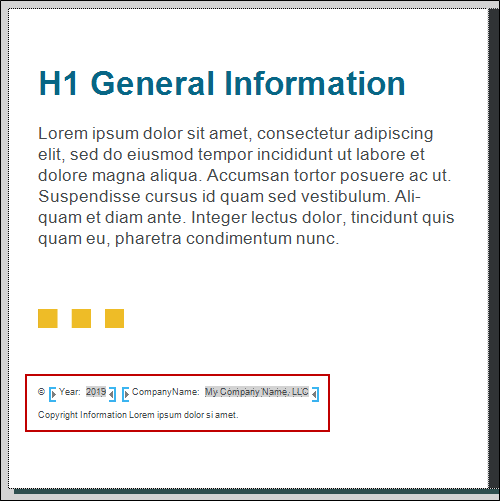 H1 General Information
Lorem ipsum dolor sit amet, consectetur adipiscing
elit, sed do eiusmod tempor incididunt ut labore et
dolore magna aliqua. Accumsan tortor posuere ac ut.
Suspendisse cursus id quam sed vestibulum. Ali-
quam et diam ante. Integer lectus dolor, tincidunt quis
quam eu, pharetra condimentum nunc.
© Year: 2019 CompanyName: My Company Name, LLC
Copyright Information Lorem ipsum dolor si amet.